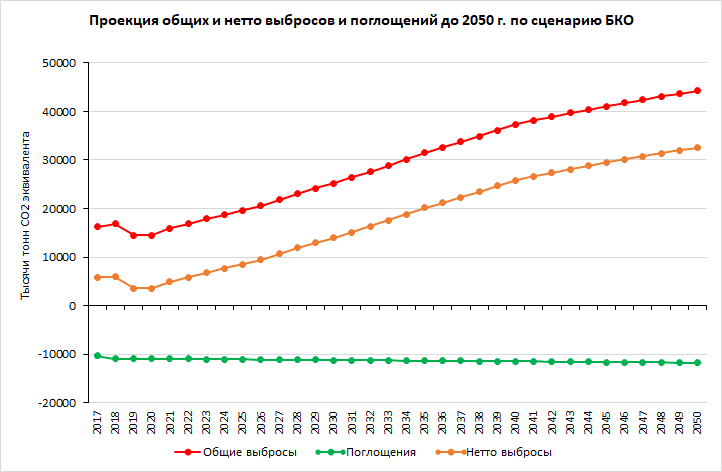 Проекция общих и нетто выбросов и поглощений до 2050 г. по сценарию БКО
Тысячи тонн CO2 эквивалента
50000
40000
30000
20000
10000
0
-10000
-20000
2017 2018 2019 2020 2021 2022 2023 2024 2025 2026 2027 2028 2029 2030 2031 2032 2033 2034 2035 2036 2037 2038 2039 2040 2041 2042 2043 2044 2045 2046 2047 2048 2049 2050
Общие выбросы Поглощения Нетто выбросы